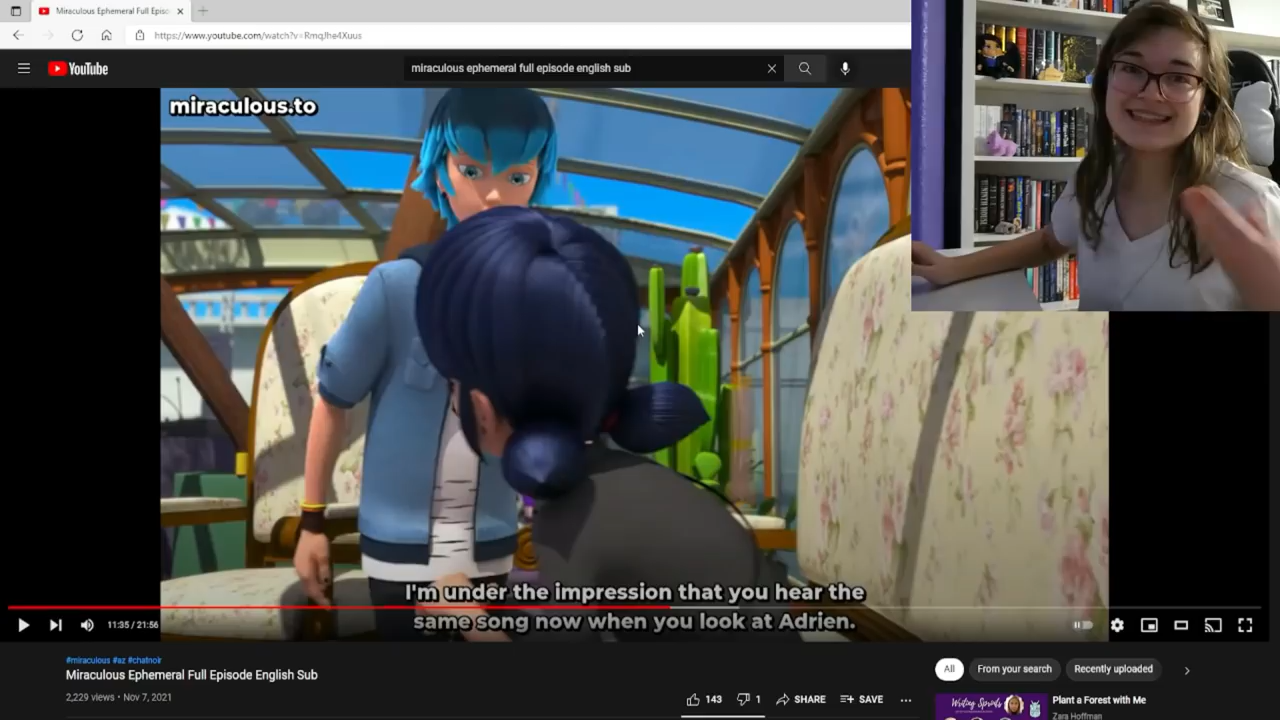 Miraculous Ephemeral Full Episo
https://www.youtube.com/watch?v=RmqJhe4Xuus
YouTube
miraculous ephemeral full episode english sub
miraculous.to
I'm under the impression that you hear the
same song now when you look at Adrien.
11:35 / 21:56
#miraculous #az #chatnoir
Miraculous Ephemeral Full Episode English Sub
2,229 views • Nov 7, 2021
143
1
SHARE
SAVE
All
From your search
Recently uploaded
Writing Sprints
Plant a Forest with Me
Zara Hoffman